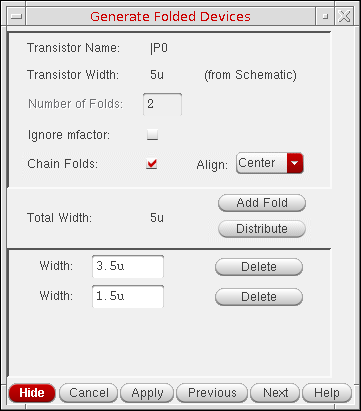 Generate Folded Devices
Transistor Name: |P0
Transistor Width: 5u (from Schematic)
Number of Folds: 2
Ignore mfactor:
Chain Folds: Align: Center
Add Fold
Total Width: 5u
Distribute
Width: 3.5u Delete
Width: 1.5u Delete
Hide Cancel Apply Previous Next Help